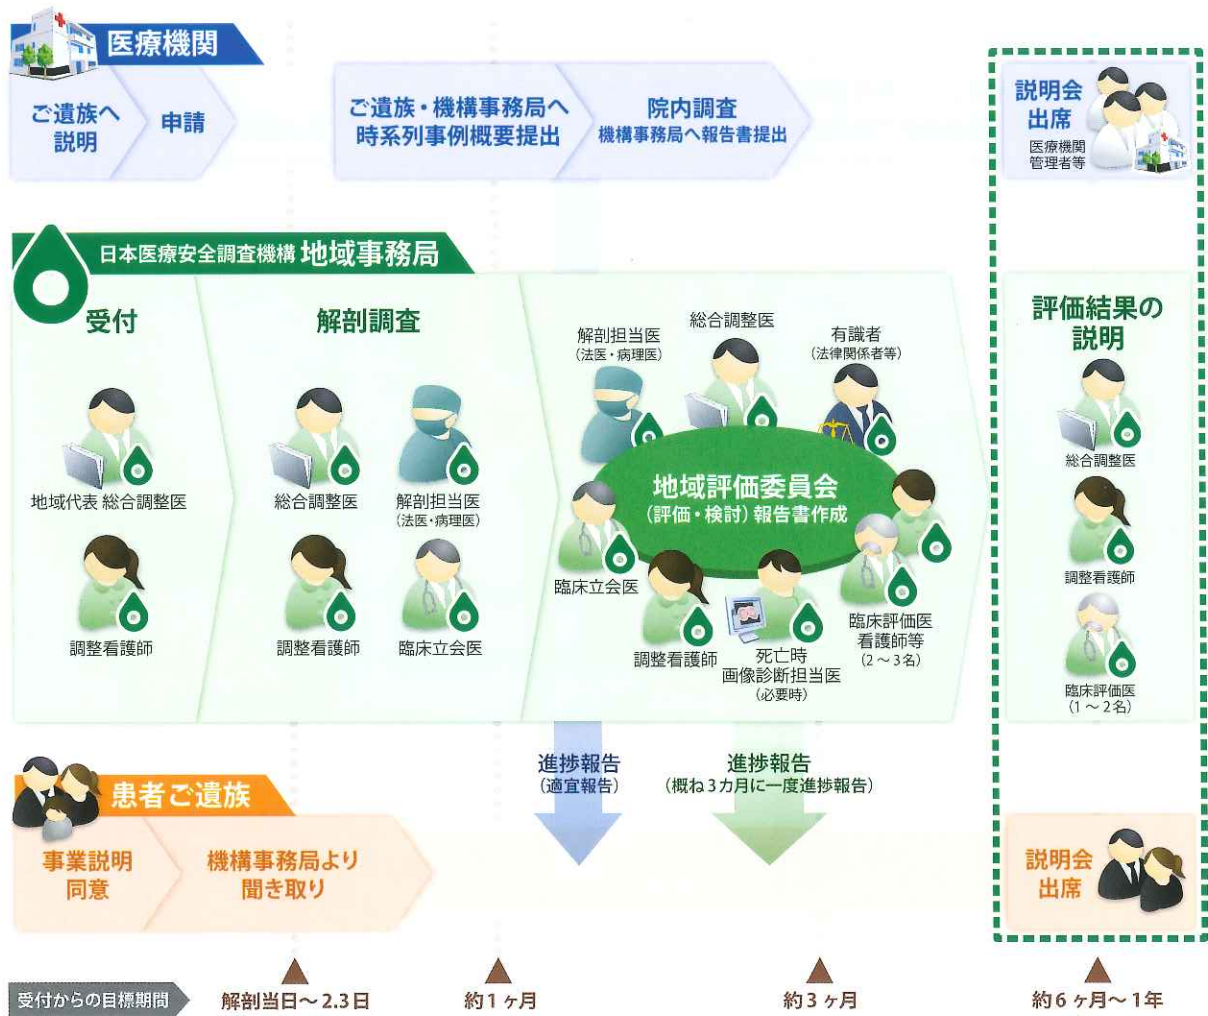 医療機関
ご遺族へ
説明
申請
ご遺族・機構事務局へ
時系列事例概要提出
院内調査
機構事務局へ報告書提出
説明会
出席
医療機関
管理者等
日本医療安全調査機構 地域事務局
受付
地域代表 総合調整医
調整看護師
解剖調査
総合調整医
解剖担当医
(法医・病理医)
調整看護師
臨床立会医
解剖担当医
(法医・病理医)
総合調整医
有識者
(法律関係者等)
地域評価委員会
(評価・検討) 報告書作成
臨床立会医
調整看護師
死亡時
画像診断担当医
(必要時)
臨床評価医
看護師等
(2～3名)
評価結果の
説明
総合調整医
調整看護師
臨床評価医
(1～2名)
進捗報告
(適宜報告)
進捗報告
(概ね3カ月に一度進捗報告)
患者ご遺族
事業説明
同意
機構事務局より
聞き取り
説明会
出席
受付からの目標期間
解剖当日～2.3日
約1ヶ月
約3ヶ月
約6ヶ月～1年